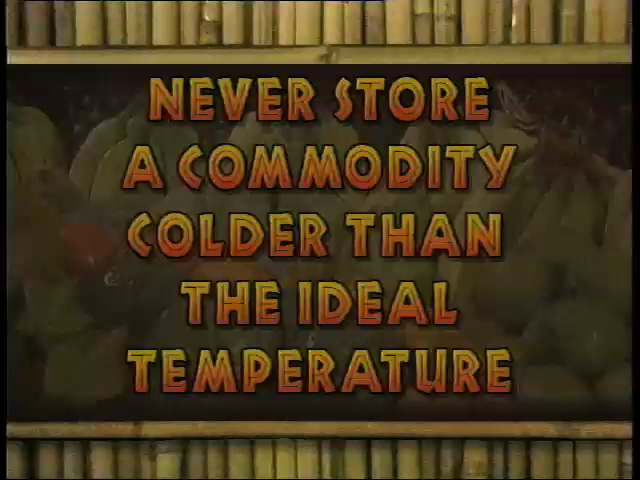 NEVER STORE
A COMMODITY
COLDER THAN
THE IDEAL
TEMPERATURE